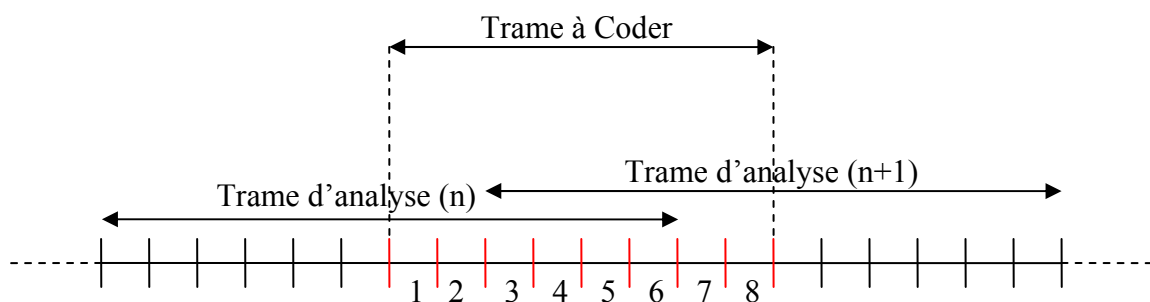 Trame à Coder
Trame d'analyse (n+1)
Trame d'analyse (n)
1 2 3 4 5 6 7 8